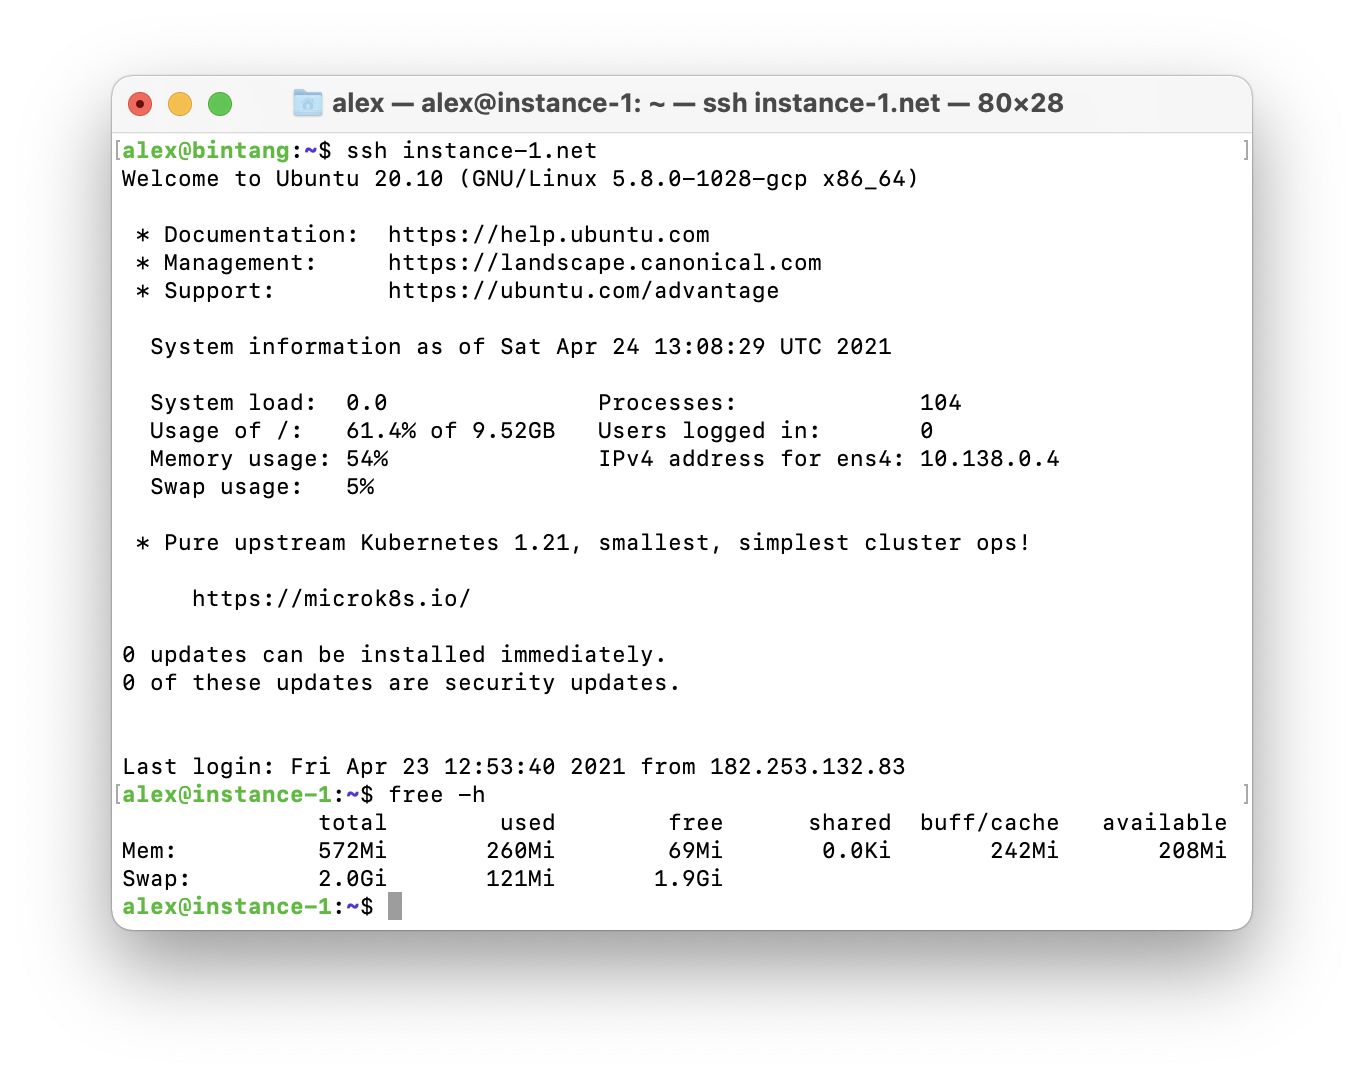 alex — alex@instance-1: ~ — ssh instance-1.net — 80×28
[alex@bintang:~$ ssh instance-1.net ]
Welcome to Ubuntu 20.10 (GNU/Linux 5.8.0-1028-gcp x86_64)
 * Documentation:  https://help.ubuntu.com
 * Management:     https://landscape.canonical.com
 * Support:        https://ubuntu.com/advantage
  System information as of Sat Apr 24 13:08:29 UTC 2021
  System load:  0.0               Processes:             104
  Usage of /:   61.4% of 9.52GB   Users logged in:       0
  Memory usage: 54%               IPv4 address for ens4: 10.138.0.4
  Swap usage:   5%
 * Pure upstream Kubernetes 1.21, smallest, simplest cluster ops!
     https://microk8s.io/
0 updates can be installed immediately.
0 of these updates are security updates.
Last login: Fri Apr 23 12:53:40 2021 from 182.253.132.83
[alex@instance-1:~$ free -h ]
              total        used        free      shared  buff/cache   available
Mem:          572Mi       260Mi        69Mi       0.0Ki       242Mi       208Mi
Swap:         2.0Gi       121Mi       1.9Gi
alex@instance-1:~$